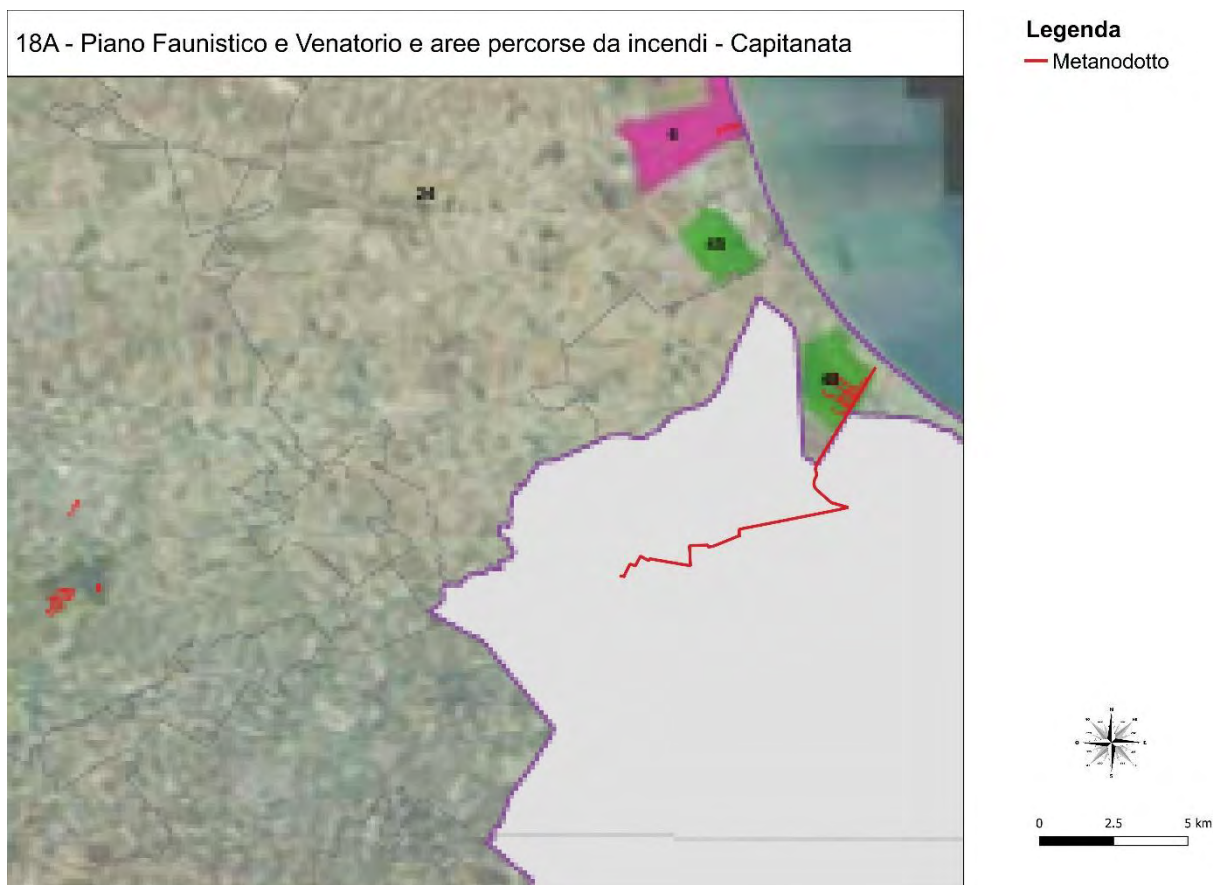 18A - Piano Faunistico e Venatorio e aree percorse da incendi - Capitanata
Legenda
Metanodotto
0 2.5 5 km